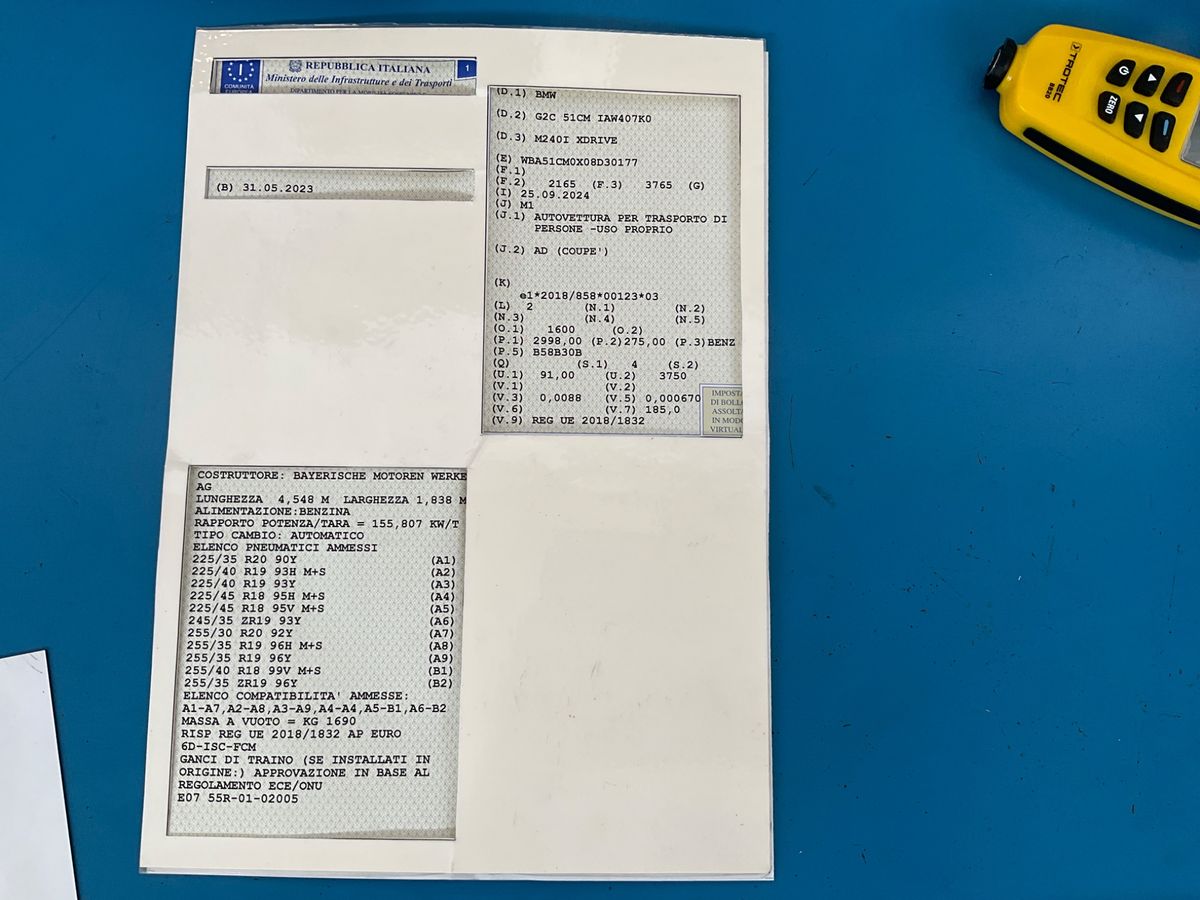 REPUBBLICA ITALIANA
1
Ministero delle Infrastrutture e dei Trasporti
COMUNITÀ
EUROPEA
I
(B) 31.05.2023
(D.1) BMW
(D.2) G2C 51CM IAW407K0
(D.3) M240I XDRIVE
(E) WBA51CM0X08D30177
(F.1)
(F.2) 2165 (F.3) 3765 (G)
(I) 25.09.2024
(J) M1
(J.1) AUTOVETTURA PER TRASPORTO DI
PERSONE -USO PROPRIO
(J.2) AD (COUPE')
(K)
e1*2018/858*00123*03
(L) 2 (N.1) (N.2)
(N.3) (N.4) (N.5)
(O.1) 1600 (O.2)
(P.1) 2998,00 (P.2)275,00 (P.3)BENZ
(P.5) B58B30B
(Q) (S.1) 4 (S.2)
(U.1) 91,00 (U.2) 3750
(V.1) (V.2)
(V.3) 0,0088 (V.5) 0,000670
(V.6) (V.7) 185,0
(V.9) REG UE 2018/1832
IMPOSTA
DI BOLLO
ASSOLTA
IN MODO
VIRTUAL
COSTRUTTORE: BAYERISCHE MOTOREN WERKE
AG
LUNGHEZZA 4,548 M LARGHEZZA 1,838 M
ALIMENTAZIONE:BENZINA
RAPPORTO POTENZA/TARA = 155,807 KW/T
TIPO CAMBIO: AUTOMATICO
ELENCO PNEUMATICI AMMESSI
225/35 R20 90Y (A1)
225/40 R19 93H M+S (A2)
225/40 R19 93Y (A3)
225/45 R18 95H M+S (A4)
225/45 R18 95V M+S (A5)
245/35 ZR19 93Y (A6)
255/30 R20 92Y (A7)
255/35 R19 96H M+S (A8)
255/35 R19 96Y (A9)
255/40 R18 99V M+S (B1)
255/35 ZR19 96Y (B2)
ELENCO COMPATIBILITA' AMMESSE:
A1-A7,A2-A8,A3-A9,A4-A4,A5-B1,A6-B2
MASSA A VUOTO = KG 1690
RISP REG UE 2018/1832 AP EURO
6D-ISC-FCM
GANCI DI TRAINO (SE INSTALLATI IN
ORIGINE:) APPROVAZIONE IN BASE AL
REGOLAMENTO ECE/ONU
E07 55R-01-02005
TROTEC
BB20
ZERO